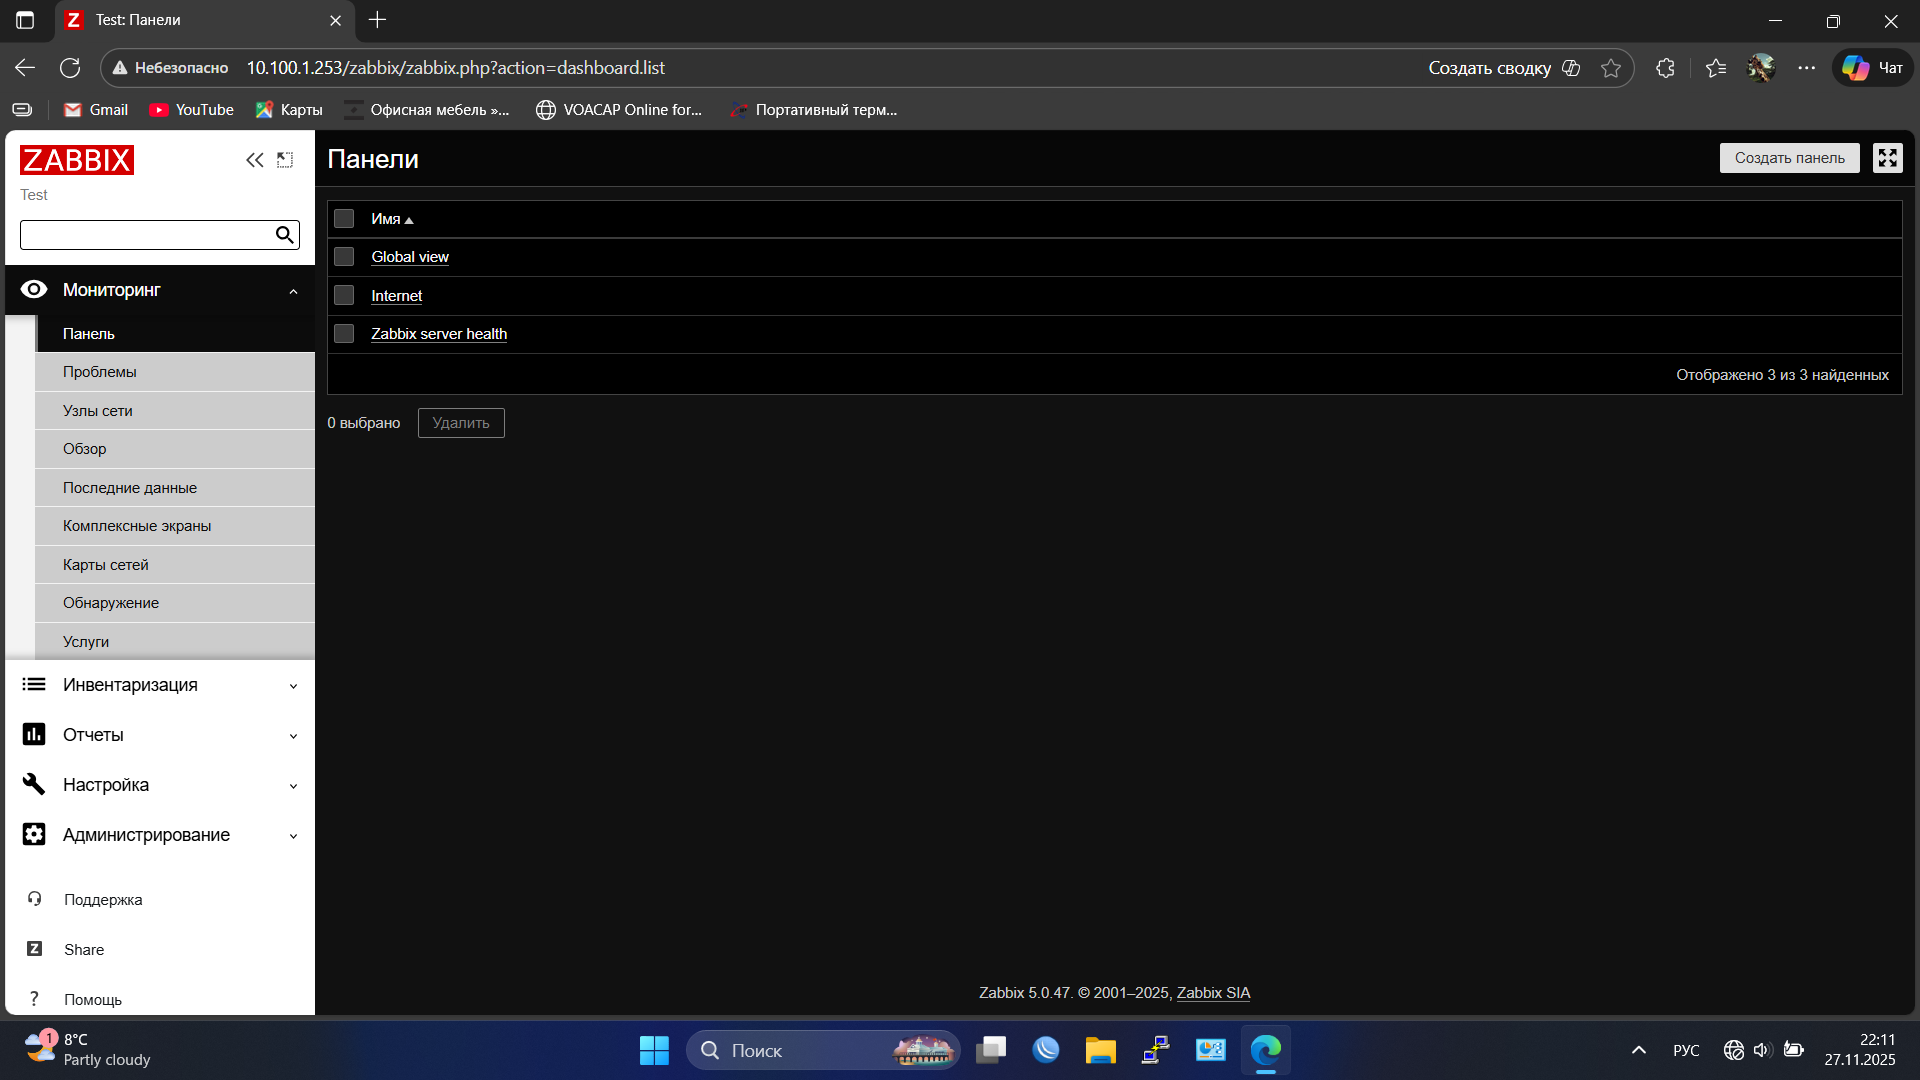 Test: Панели
Небезопасно 10.100.1.253/zabbix/zabbix.php?action=dashboard.list Создать сводку Чат
Gmail YouTube Карты Офисная мебель »... VOACAP Online for... Портативный терм...
ZABBIX
Test
Мониторинг
Панель
Проблемы
Узлы сети
Обзор
Последние данные
Комплексные экраны
Карты сетей
Обнаружение
Услуги
Инвентаризация
Отчеты
Настройка
Администрирование
Поддержка
Share
Помощь
Панели Создать панель
Имя
Global view
Internet
Zabbix server health
Отображено 3 из 3 найденных
0 выбрано Удалить
Zabbix 5.0.47. © 2001–2025, Zabbix SIA
1 8°C
Partly cloudy
Поиск
РУС
22:11
27.11.2025